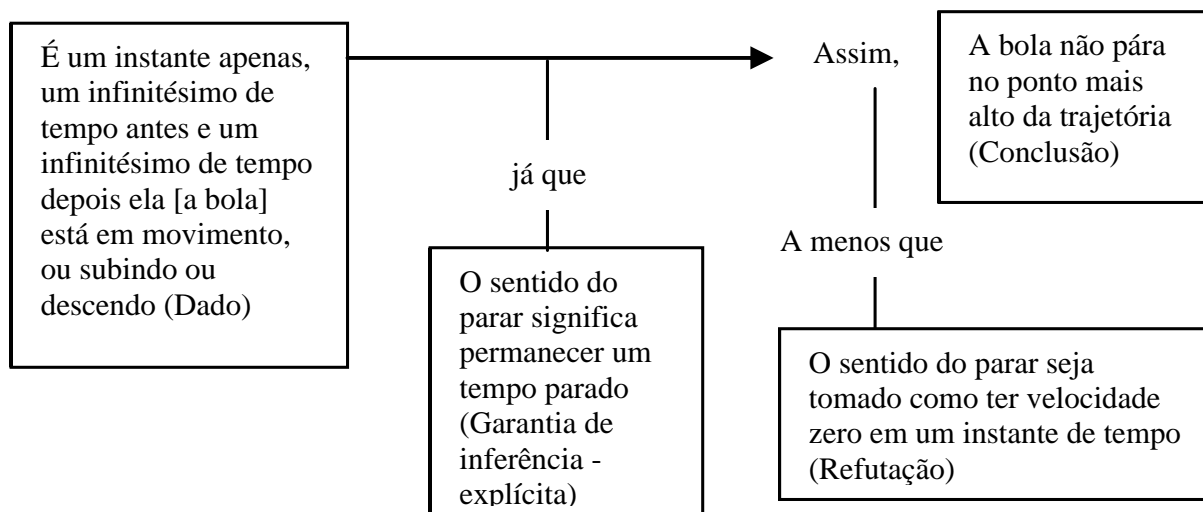 É um instante apenas,
um infinitésimo de
tempo antes e um
infinitésimo de tempo
depois ela [a bola]
está em movimento,
ou subindo ou
descendo (Dado)
já que
O sentido do
parar significa
permanecer um
tempo parado
(Garantia de
inferência -
explícita)
Assim,
A bola não pára
no ponto mais
alto da trajetória
(Conclusão)
A menos que
O sentido do parar seja
tomado como ter velocidade
zero em um instante de tempo
(Refutação)